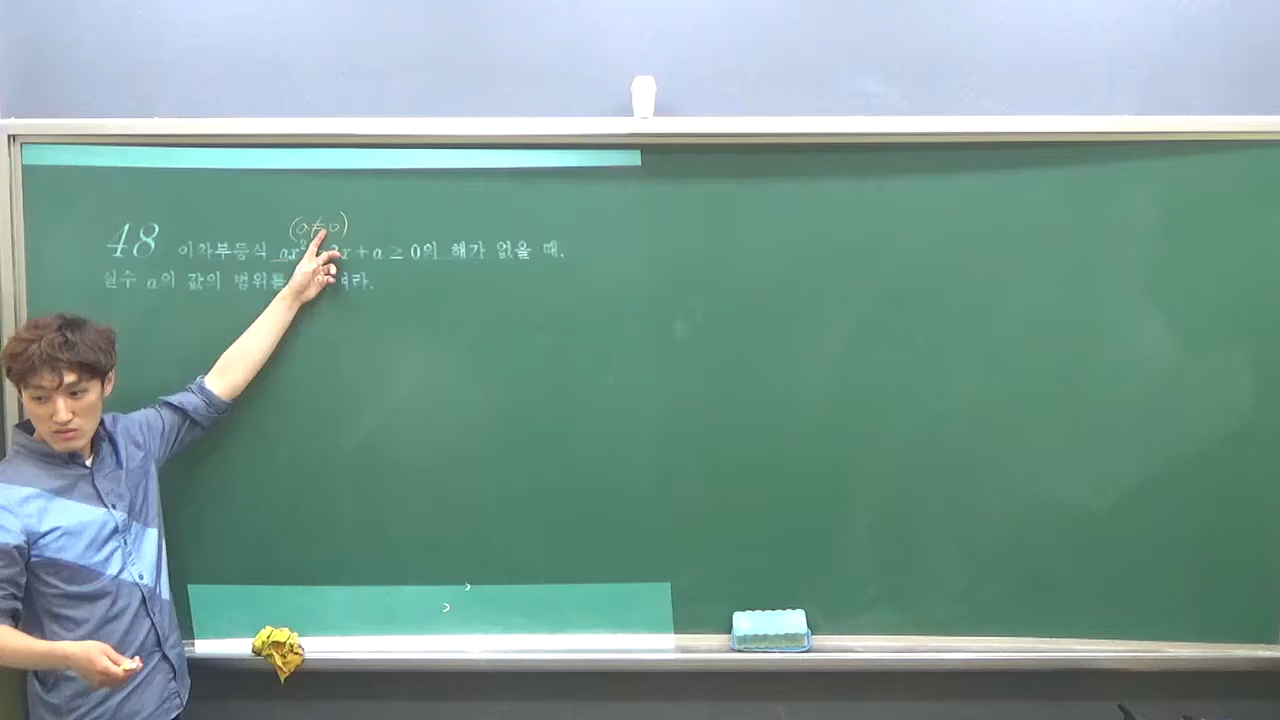 (a≠0)
48 이차부등식 ax² x + a ≥ 0의 해가 없을 때,
실수 a의 값의 범위를 라.